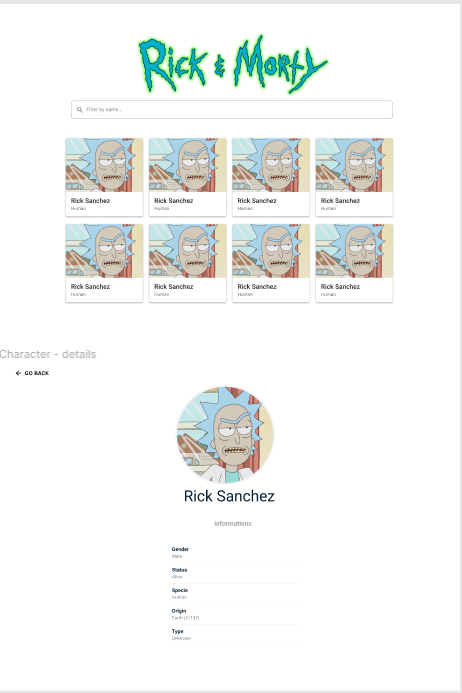 Rick & Morty
Filter by name...
Rick Sanchez Rick Sanchez Rick Sanchez Rick Sanchez
Human Human Human Human
Rick Sanchez Rick Sanchez Rick Sanchez Rick Sanchez
Human Human Human Human
Character - details
GO BACK
Rick Sanchez
Informations
Gender
Male
Status
Alive
Specie
Human
Origin
Earth (C-137)
Type
Unknown